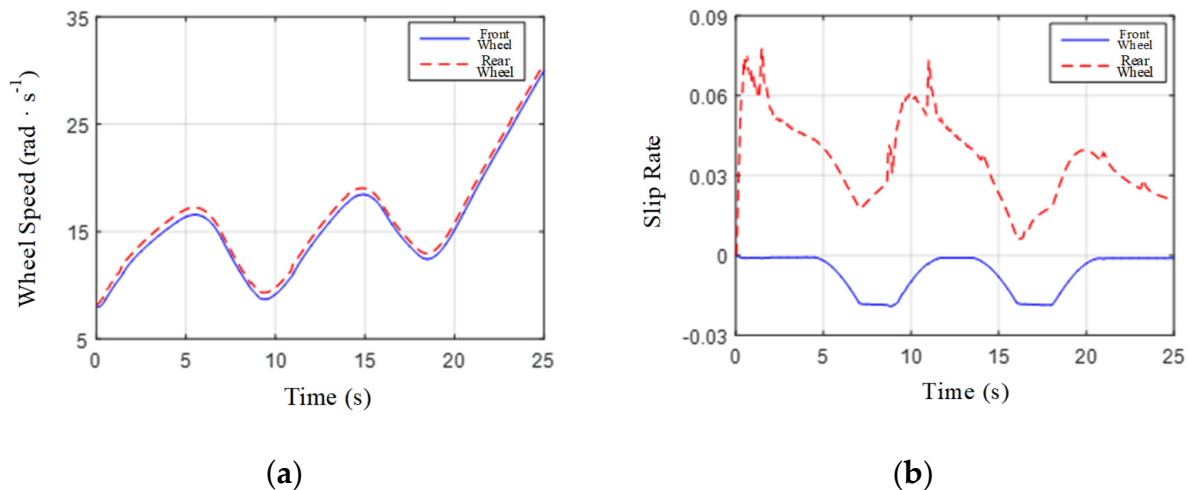 35
25
15
5
Wheel Speed (rad · s⁻¹)
Front
Wheel
Rear
Wheel
0 5 10 15 20 25
Time (s)
(a)
0.09
0.06
0.03
0
-0.03
Slip Rate
Front
Wheel
Rear
Wheel
0 5 10 15 20 25
Time (s)
(b)